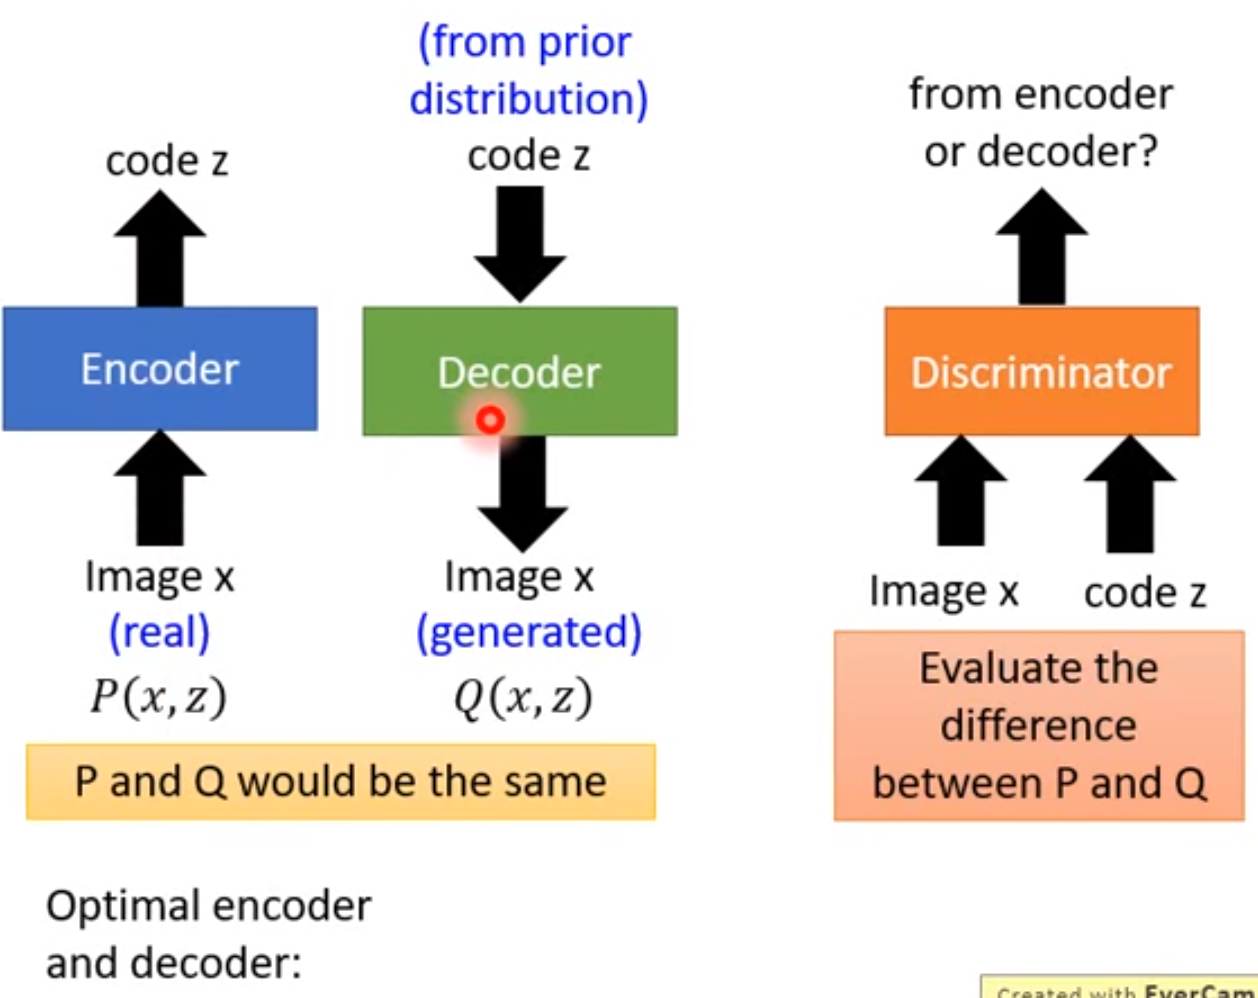 code z
(from prior
distribution)
code z
from encoder
or decoder?
Encoder
Decoder
Discriminator
Image x
(real)
P(x, z)
Image x
(generated)
Q(x, z)
Image x
code z
P and Q would be the same
Evaluate the
difference
between P and Q
Optimal encoder
and decoder:
Created with EverCam